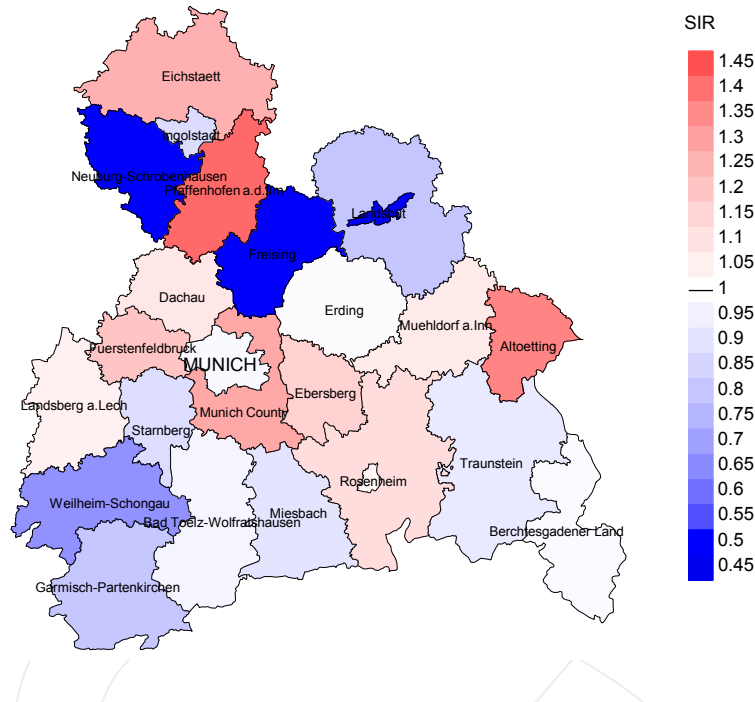 SIR
Eichstaett
Ingolstadt
Neuburg-Schrobenhausen
Pfaffenhofen a.d.Ilm
Landshut
Freising
Dachau
Erding
Muehldorf a.Inn
Altoetting
Fuerstenfeldbruck
MUNICH
Ebersberg
Landsberg a.Lech
Munich County
Starnberg
Traunstein
Rosenheim
Weilheim-Schongau
Miesbach
Bad Toelz-Wolfratshausen
Berchtesgadener Land
Garmisch-Partenkirchen
1.45
1.4
1.35
1.3
1.25
1.2
1.15
1.1
1.05
1
0.95
0.9
0.85
0.8
0.75
0.7
0.65
0.6
0.55
0.5
0.45